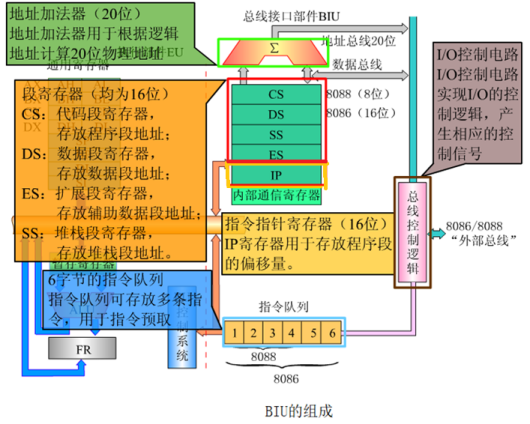 地址加法器（20位）
地址加法器用于根据逻辑
地址计算20位物理地址
总线接口部件BIU
Σ
地址总线20位
数据总线
通用寄存器
EU
段寄存器（均为16位）
CS：代码段寄存器，
存放程序段地址；
DS：数据段寄存器，
存放数据段地址；
ES：扩展段寄存器，
存放辅助数据段地址；
SS：堆栈段寄存器，
存放堆栈段地址。
CS
DS
SS
ES
IP
内部通信寄存器
8088（8位）
8086（16位）
I/O控制电路
I/O控制电路
实现I/O的控
制逻辑，产
生相应的控
制信号
总线控制逻辑
8086/8088
“外部总线”
指令指针寄存器（16位）
IP寄存器用于存放程序段
的偏移量。
6字节的指令队列
指令队列可存放多条指
令，用于指令预取
指令队列
1 2 3 4 5 6
8088
8086
FR
控制系统
BIU的组成